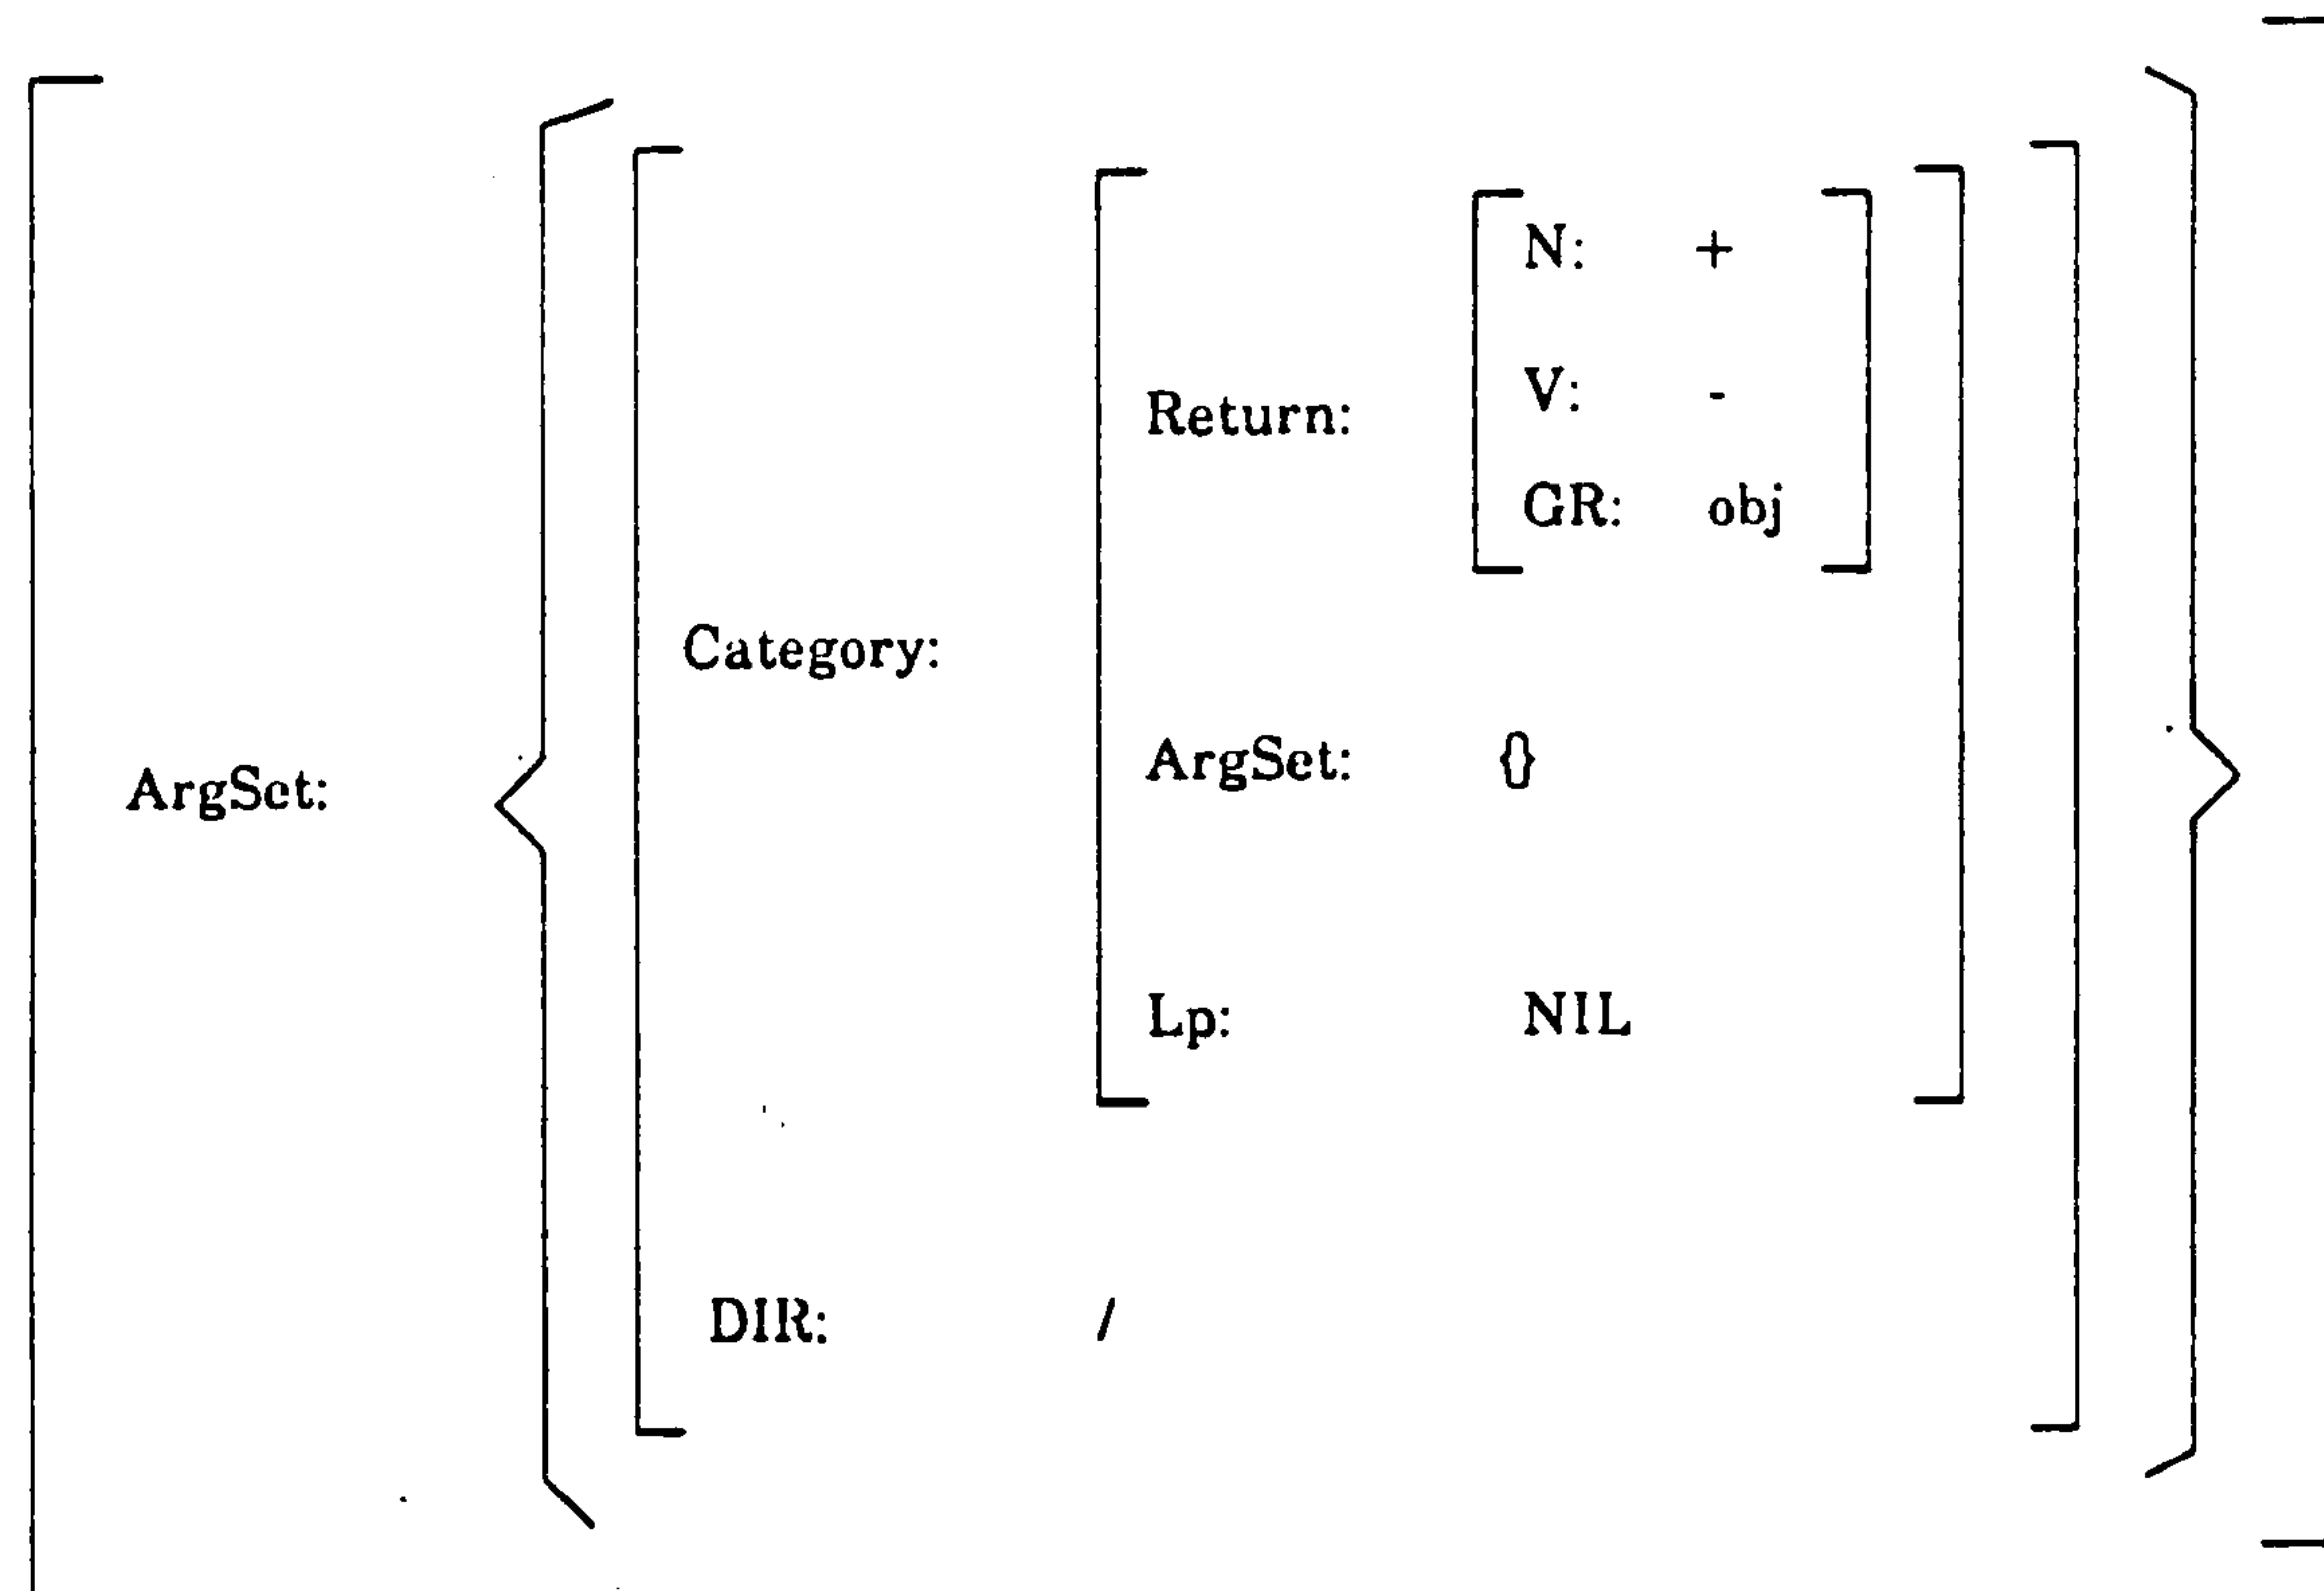 N: +
V: -
Return:
GR: obj
Category:
ArgSet: {}
ArgSet:
Lp: NIL
DIR: /